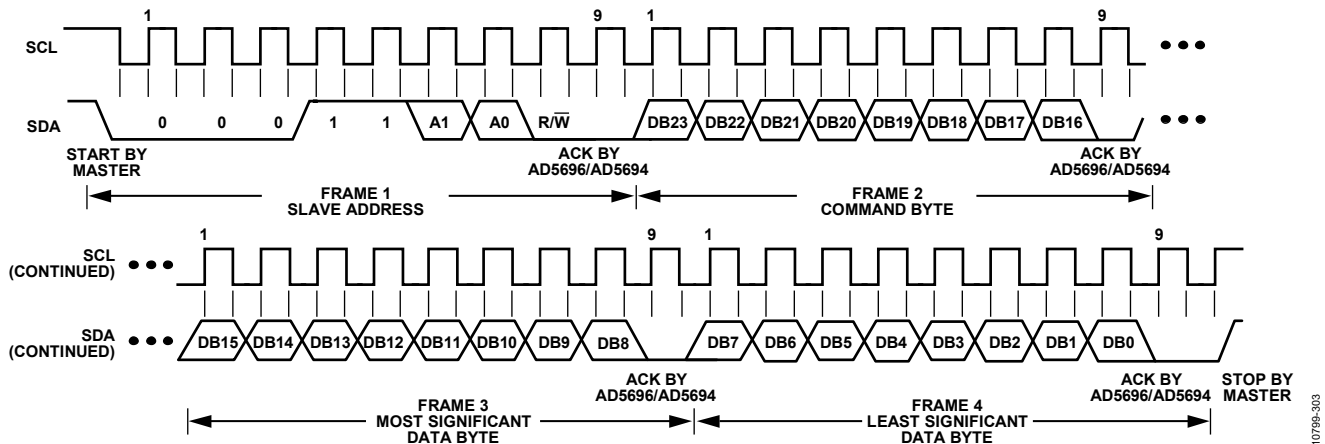 1 9 1 9
SCL
SDA 0 0 0 1 1 A1 A0 R/W̅ DB23 DB22 DB21 DB20 DB19 DB18 DB17 DB16
START BY MASTER
ACK BY AD5696/AD5694
ACK BY AD5696/AD5694
FRAME 1
SLAVE ADDRESS
FRAME 2
COMMAND BYTE
1 9 1 9
SCL
(CONTINUED)
SDA
(CONTINUED)
DB15 DB14 DB13 DB12 DB11 DB10 DB9 DB8 DB7 DB6 DB5 DB4 DB3 DB2 DB1 DB0
ACK BY
AD5696/AD5694
ACK BY
AD5696/AD5694
STOP BY
MASTER
FRAME 3
MOST SIGNIFICANT
DATA BYTE
FRAME 4
LEAST SIGNIFICANT
DATA BYTE
10799-303